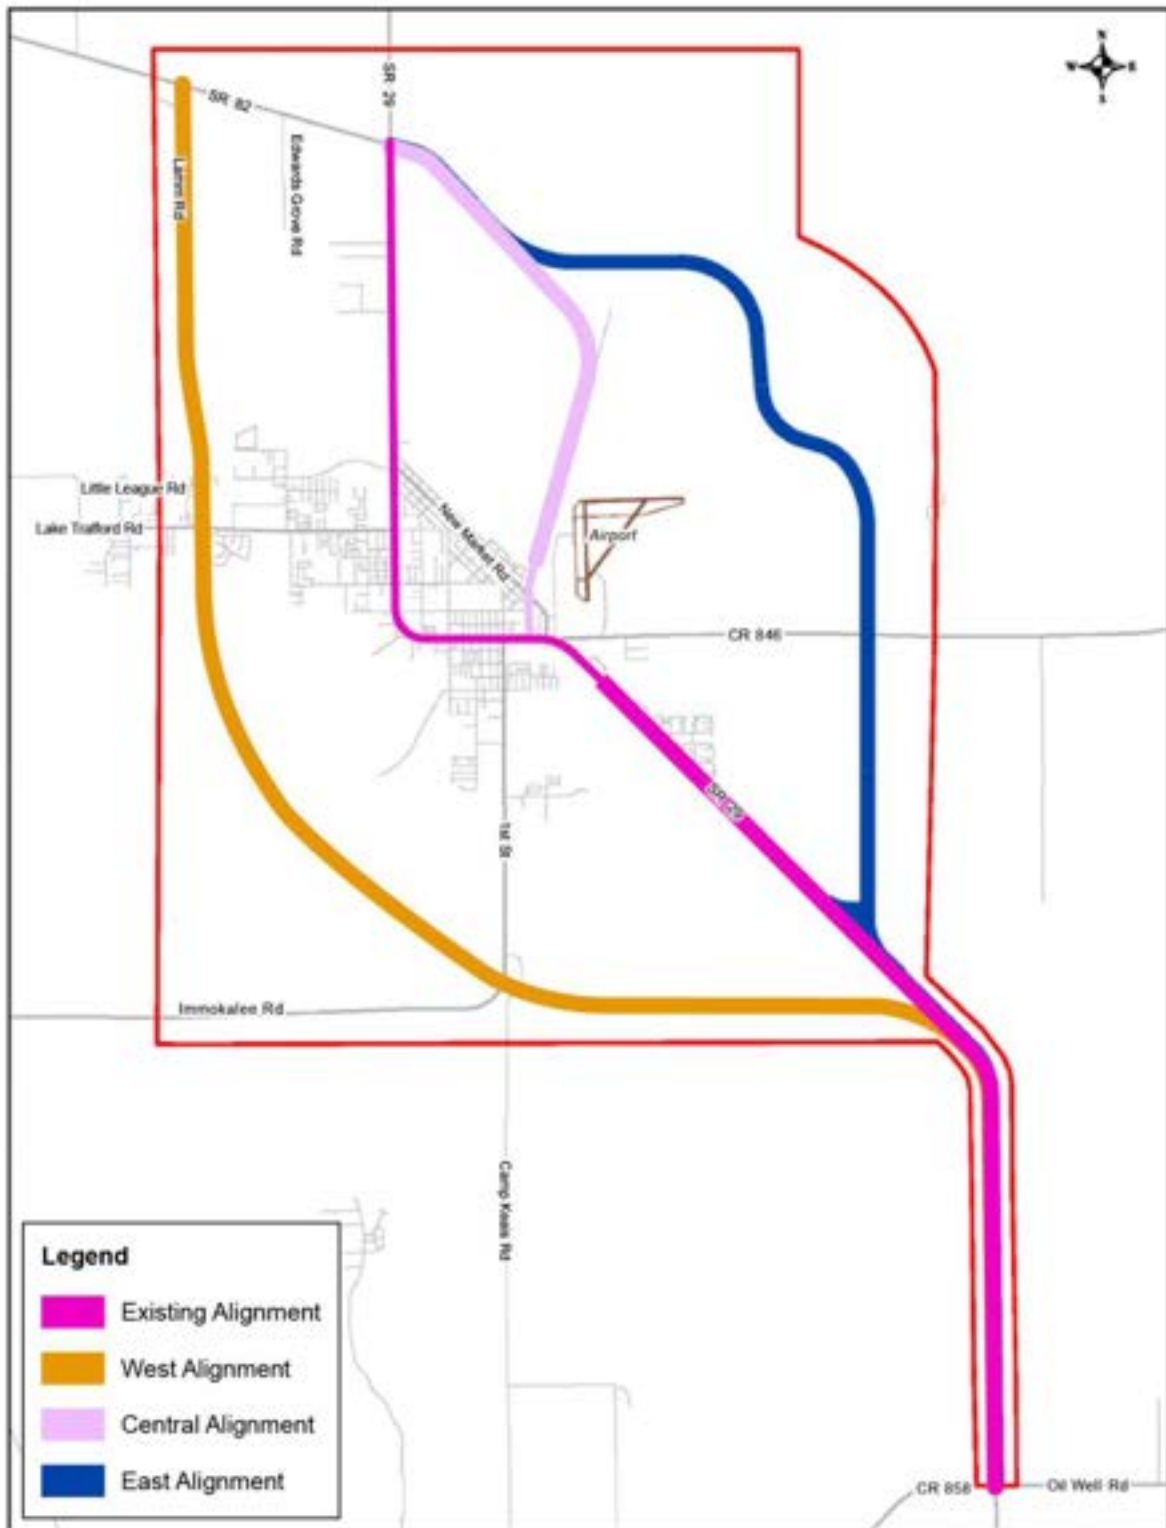 N
W E
S
SR 29
SR 82
Edwards Grove Rd
Lamm Rd
Little League Rd
Lake Trafford Rd
New Market Rd
Airport
CR 846
SR 29
1st St
Immokalee Rd
Camp Keais Rd
CR 858
Oil Well Rd
Legend
Existing Alignment
West Alignment
Central Alignment
East Alignment